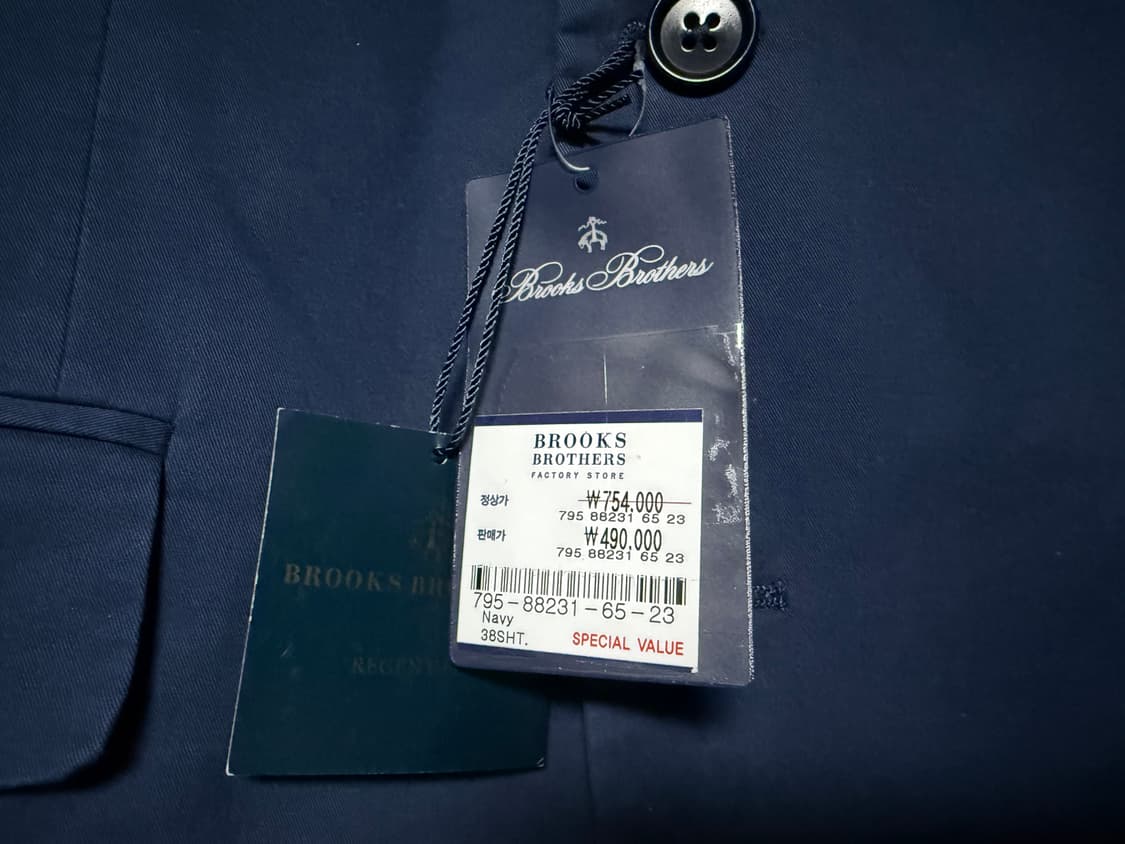 Brooks Brothers
BROOKS
BROTHERS
FACTORY STORE
정상가 ₩754,000
795 88231 65 23
판매가 ₩490,000
795 88231 65 23
795-88231-65-23
Navy
38SHT.
SPECIAL VALUE
BROOKS